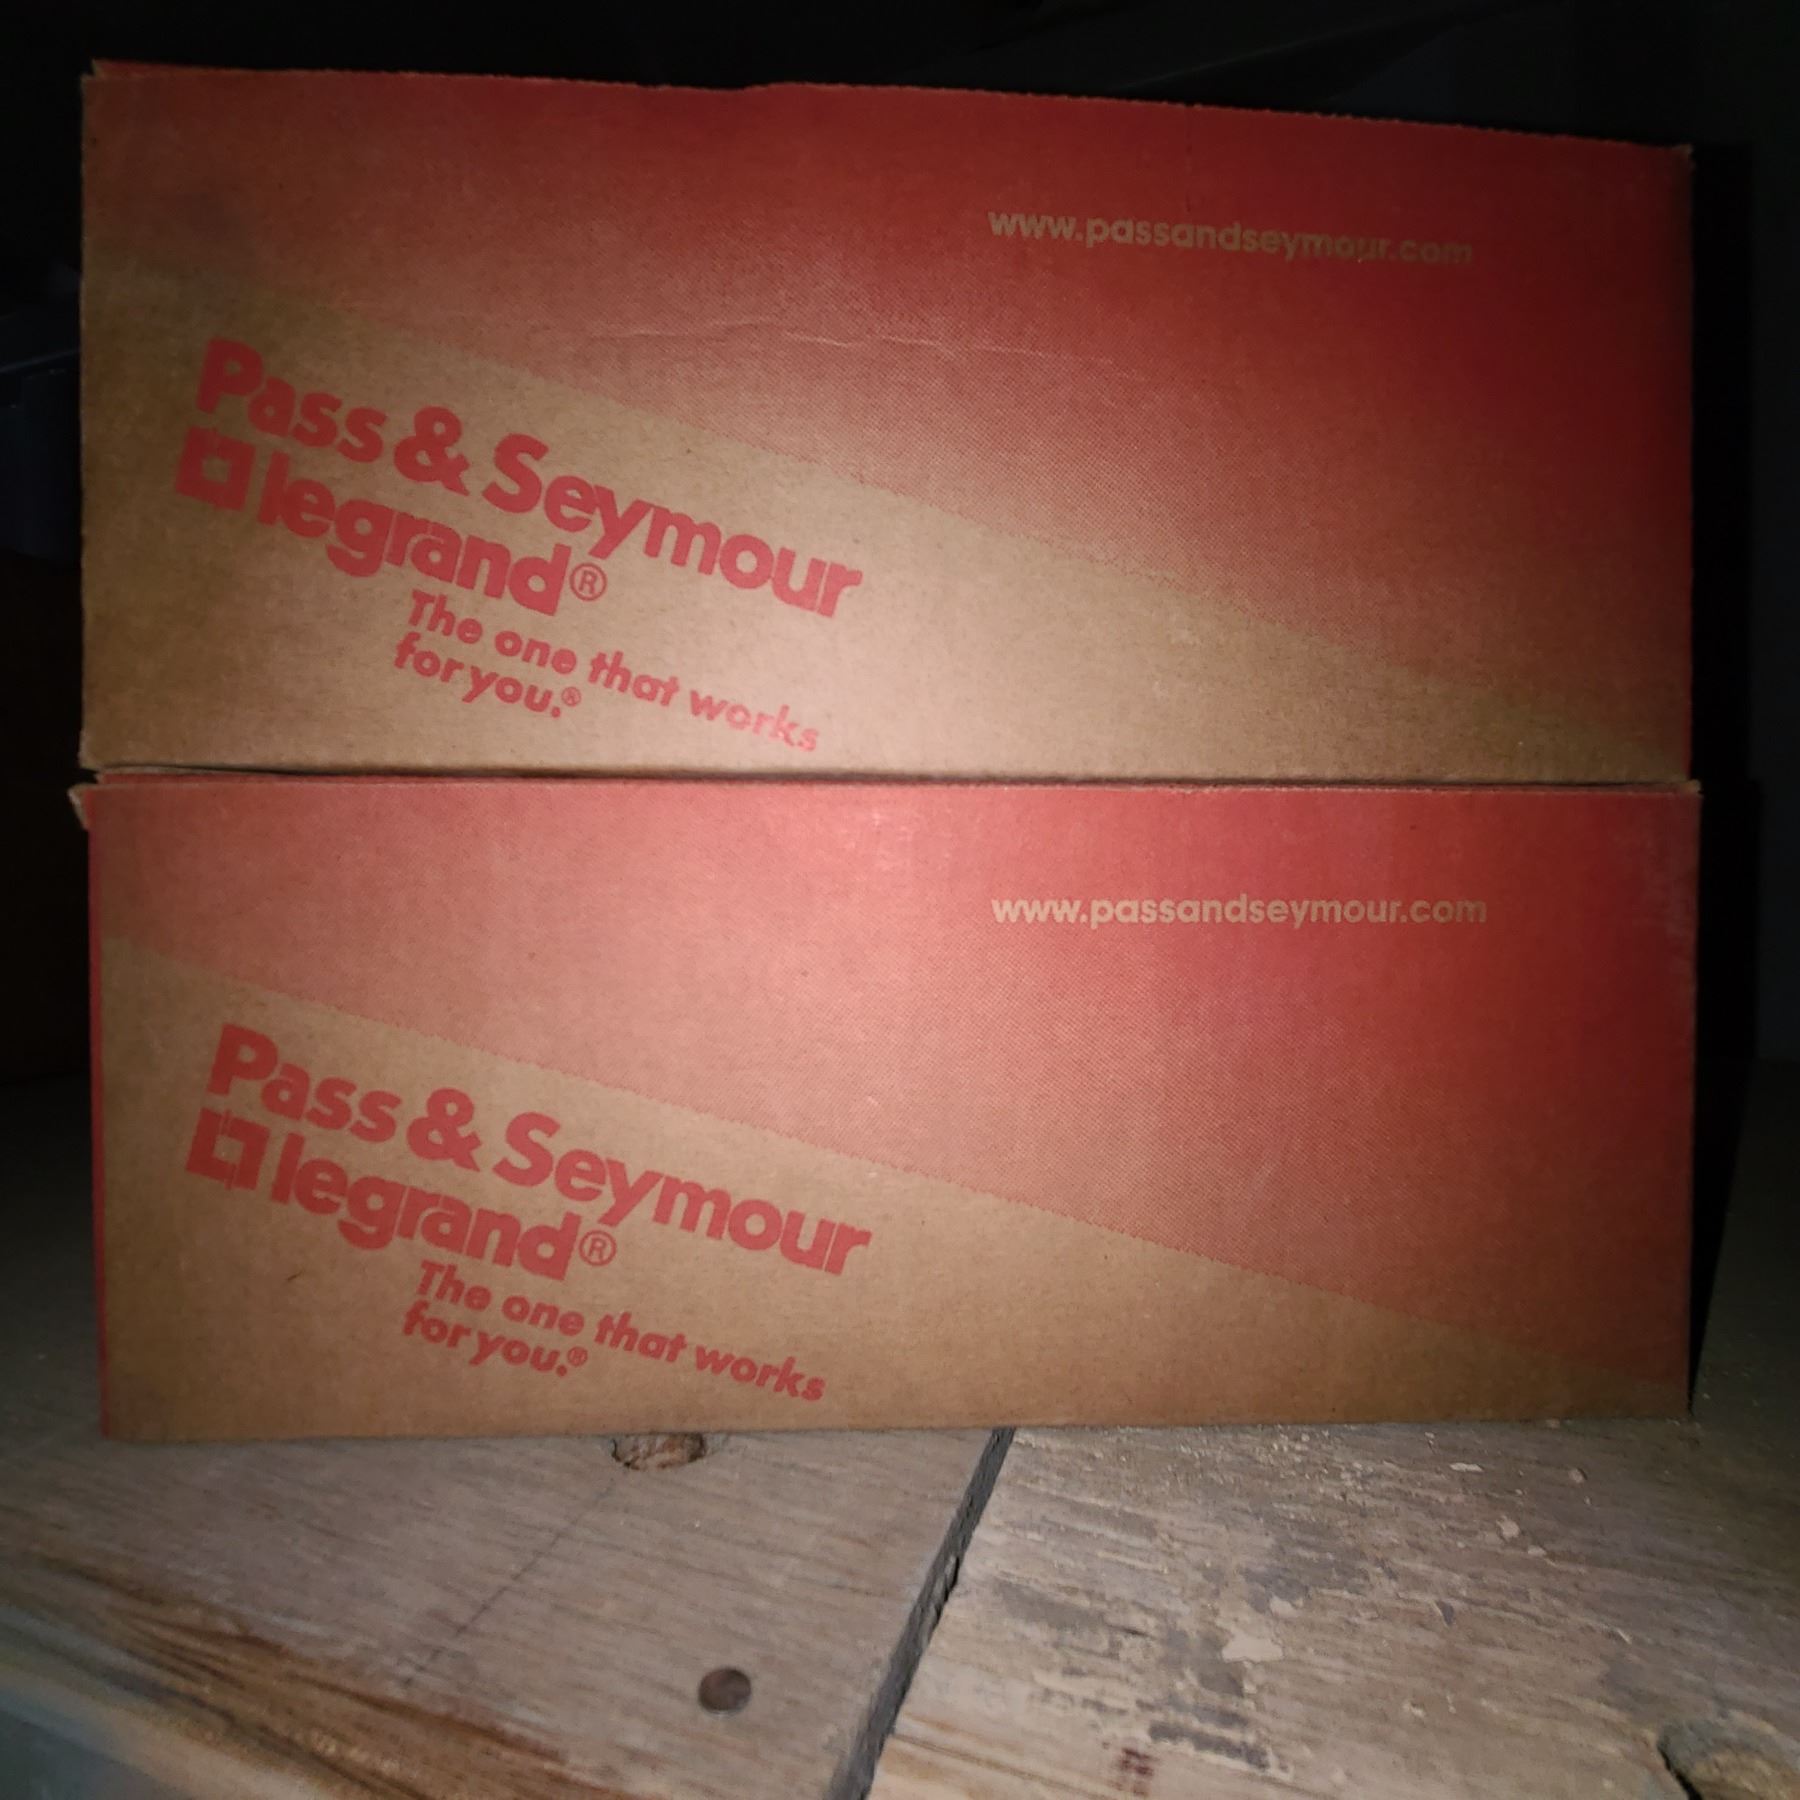 www.passandseymour.com
Pass & Seymour
legrand®
The one that works
for you.®
www.passandseymour.com
Pass & Seymour
legrand®
The one that works
for you.®